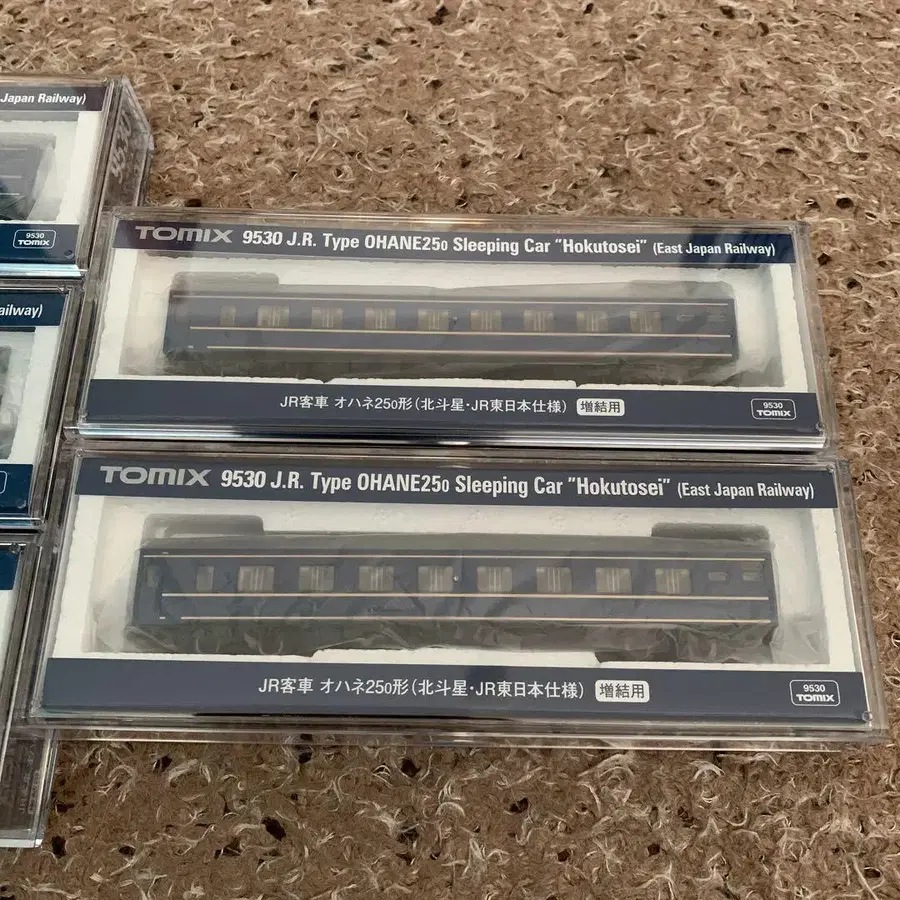 Japan Railway)
9530
TOMIX
ailway)
TOMIX 9530 J.R. Type OHANE250 Sleeping Car "Hokutosei" (East Japan Railway)
JR客車 オハネ250形(北斗星・JR東日本仕様) 増結用
9530
TOMIX
TOMIX 9530 J.R. Type OHANE250 Sleeping Car "Hokutosei" (East Japan Railway)
JR客車 オハネ250形(北斗星・JR東日本仕様) 増結用
9530
TOMIX